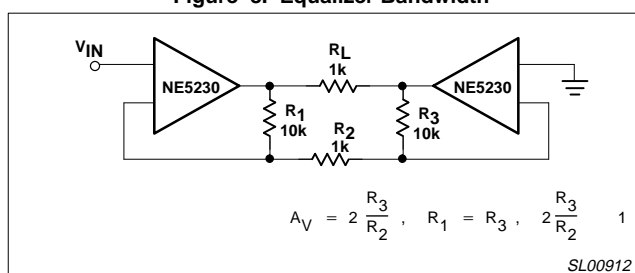 Figure 8. Equalizer Bandwidth
VIN
NE5230
RL
1k
NE5230
R1
10k
R2
1k
R3
10k
AV = 2 R3/R2 , R1 = R3 , 2 R3/R2 1
SL00912